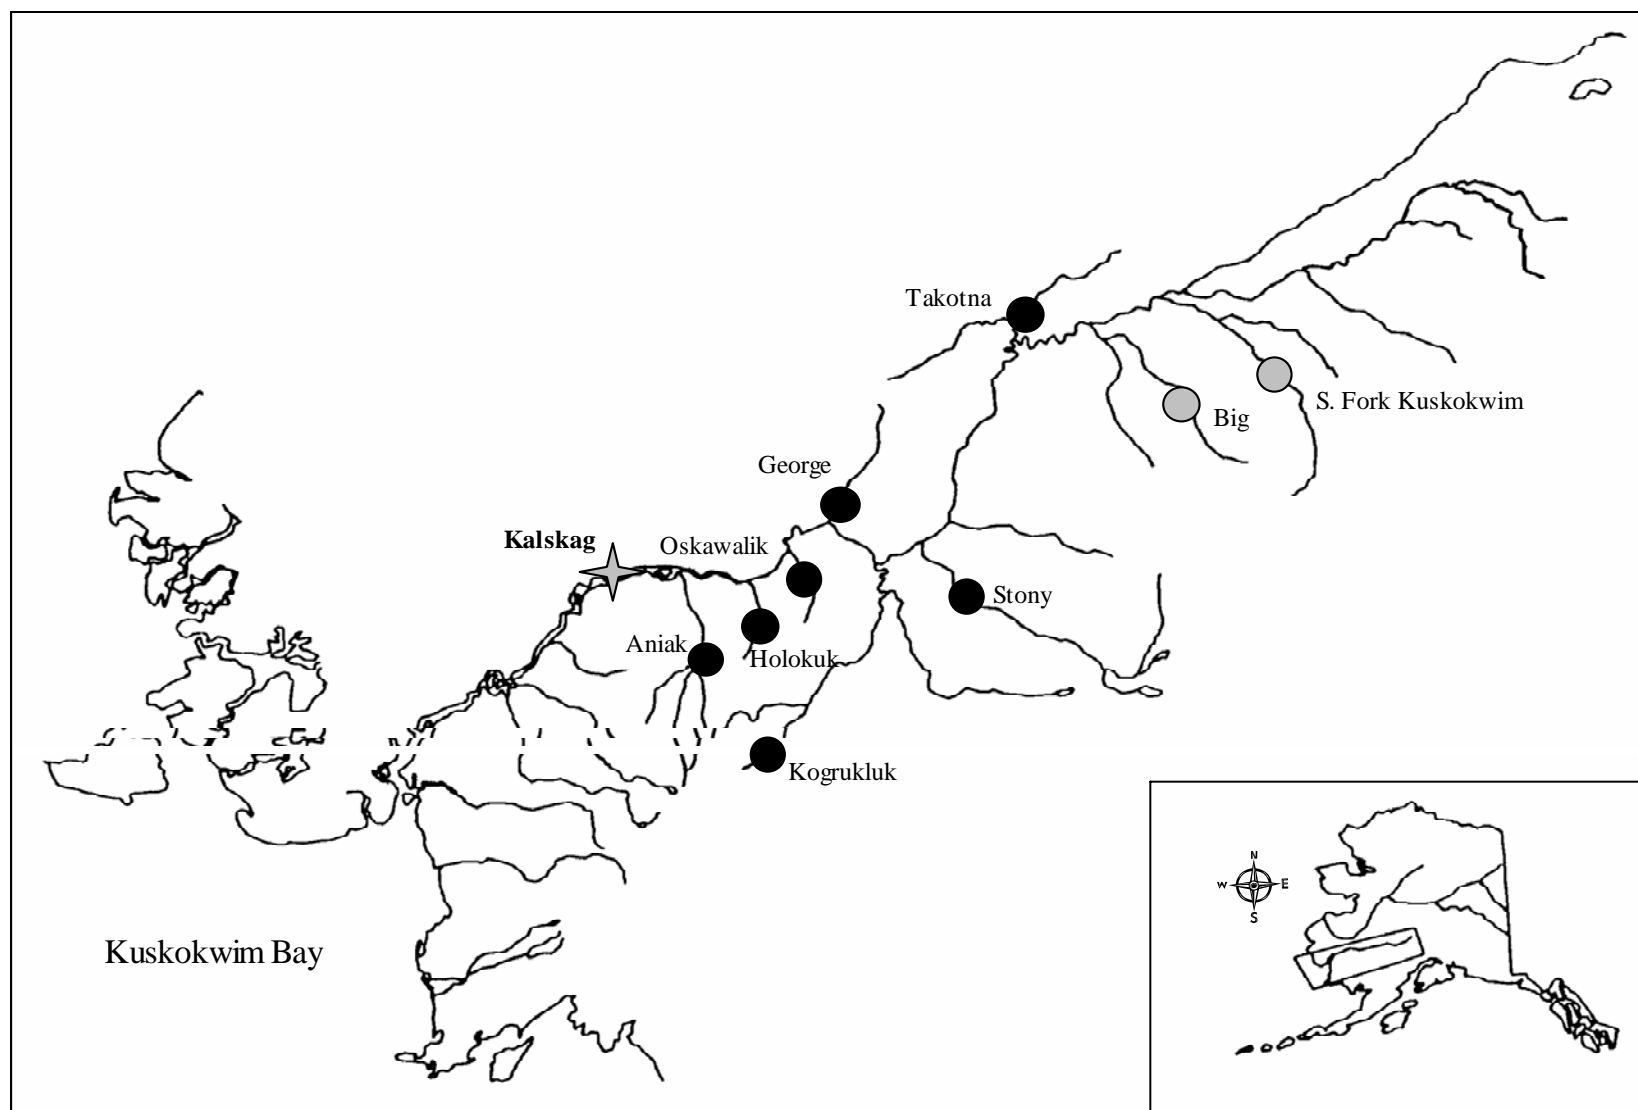 Takotna
S. Fork Kuskokwim
Big
George
Kalskag
Oskawalik
Stony
Aniak
Holokuk
Kogrukluk
Kuskokwim Bay
N
W
E
S